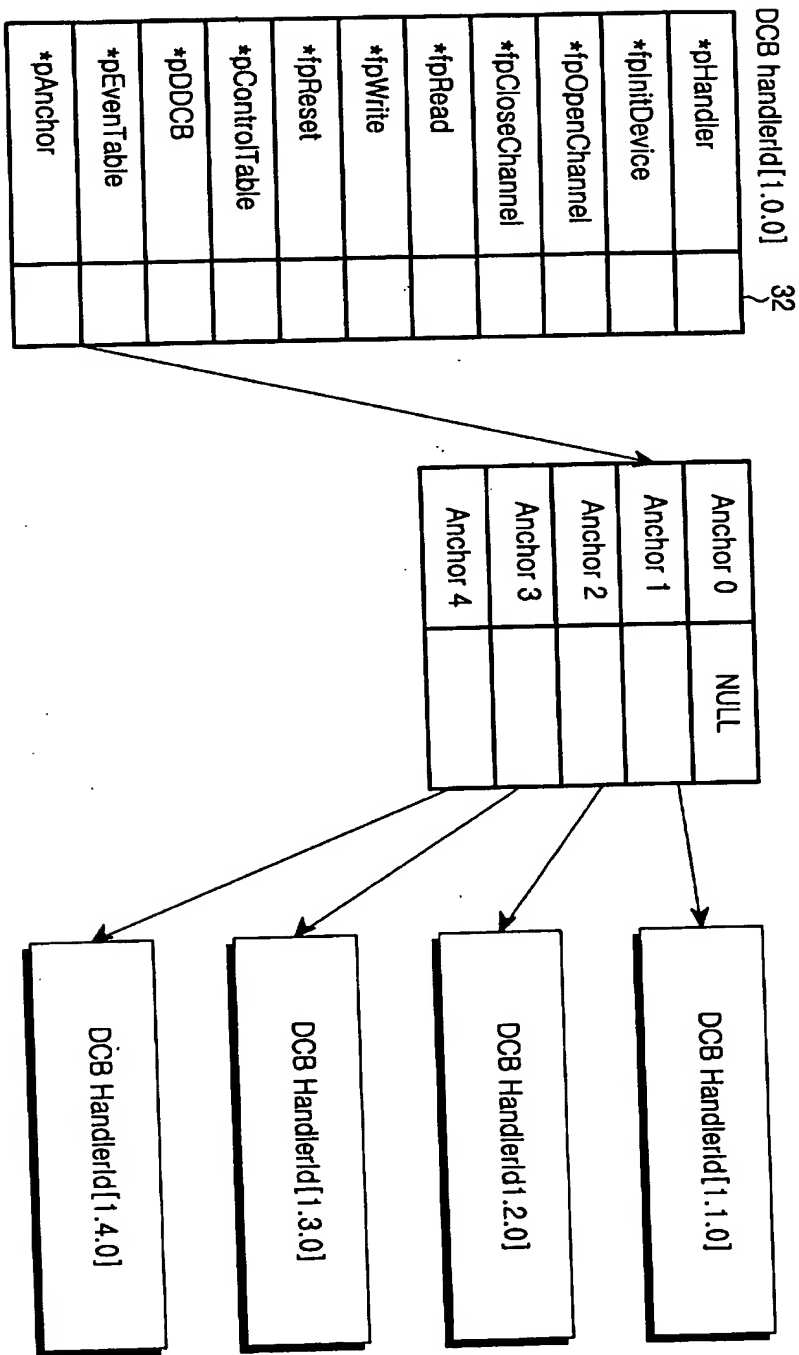 DCB handlerId[1.0.0]
32
*pHandler
*fpInitDevice
*fpOpenChannel
*fpCloseChannel
*fpRead
*fpWrite
*fpReset
*pControlTable
*pDDCB
*pEvenTable
*pAnchor
Anchor 0
NULL
Anchor 1
Anchor 2
Anchor 3
Anchor 4
DCB HandlerId[1.1.0]
DCB HandlerId1.2.0]
DCB HandlerId[1.3.0]
DCB HandlerId[1.4.0]